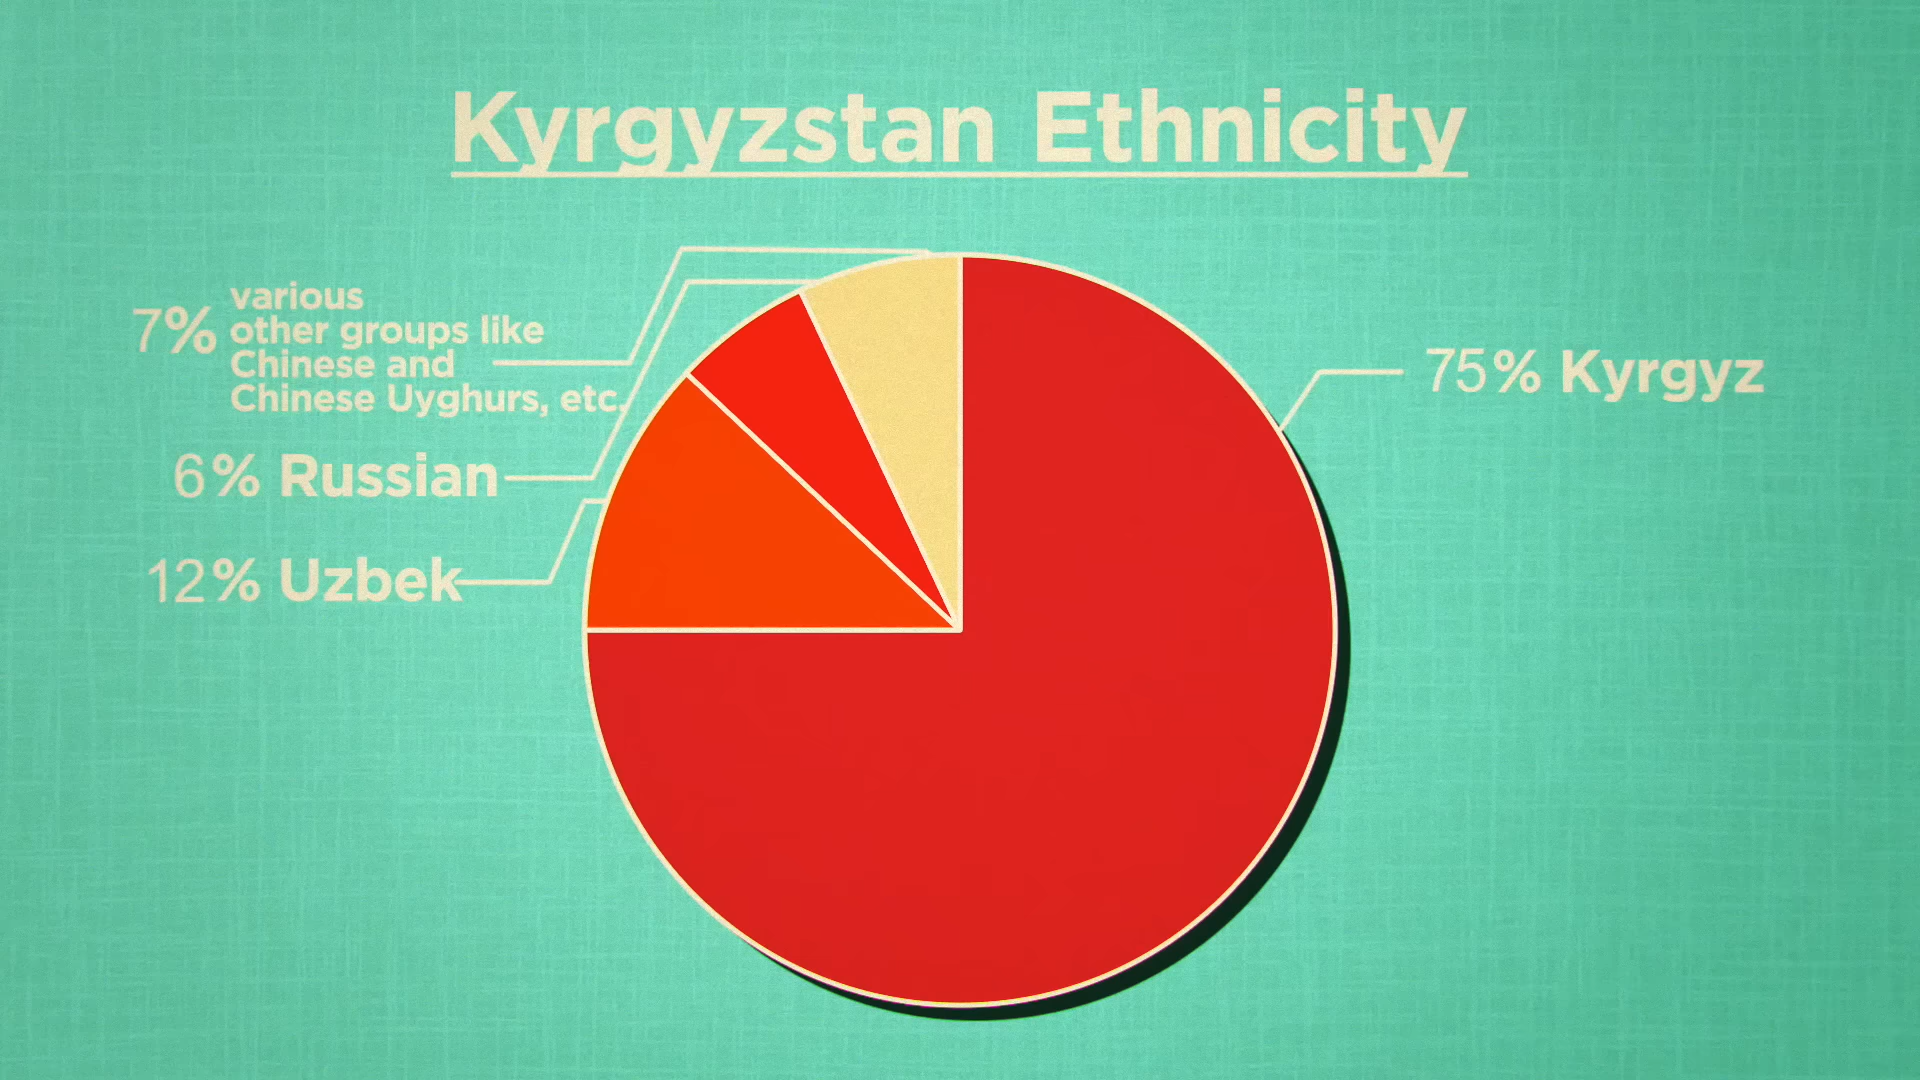 Kyrgyzstan Ethnicity
7% various
other groups like
Chinese and
Chinese Uyghurs, etc.
6% Russian
12% Uzbek
75% Kyrgyz